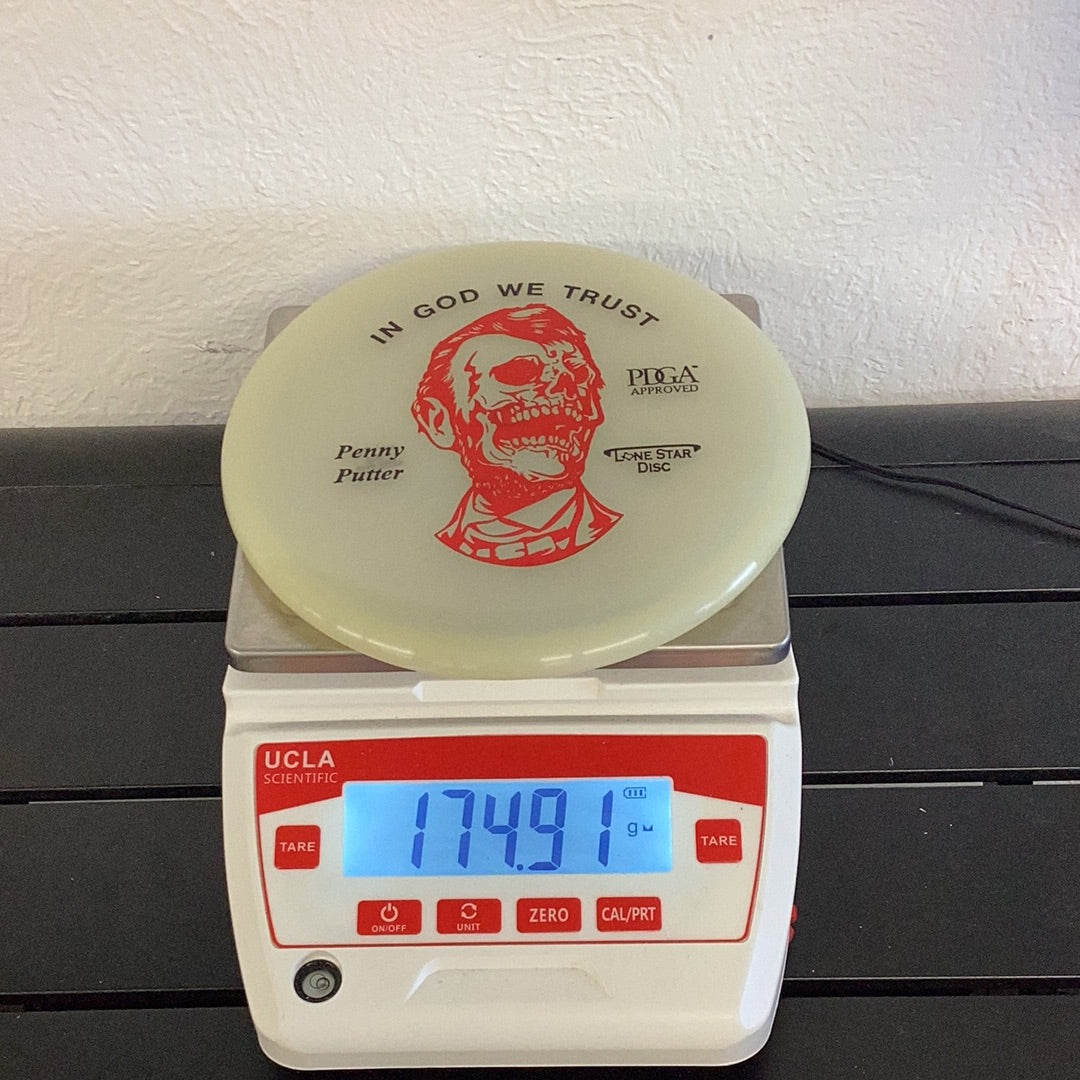 IN GOD WE TRUST
PDGA™
APPROVED
Penny
Putter
LONE STAR
DISC
UCLA
SCIENTIFIC
174.91
g
TARE
TARE
ON/OFF
UNIT
ZERO
CAL/PRT